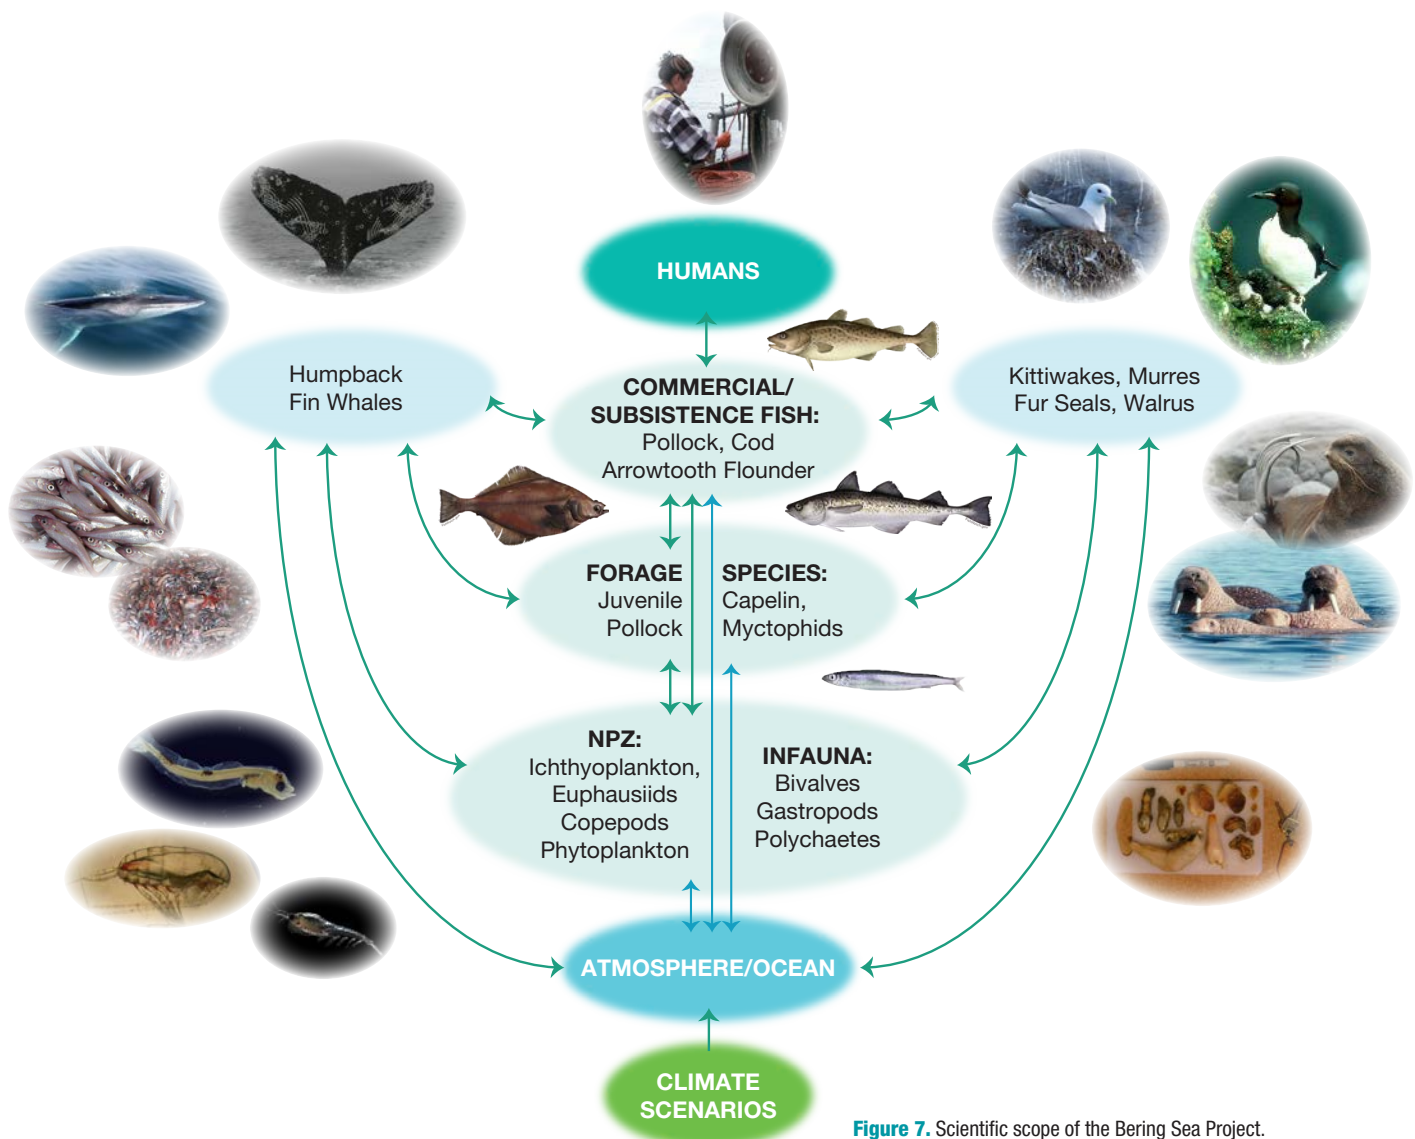 HUMANS
Humpback
Fin Whales
COMMERCIAL/
SUBSISTENCE FISH:
Pollock, Cod
Arrowtooth Flounder
Kittiwakes, Murres
Fur Seals, Walrus
FORAGE SPECIES:
Juvenile Capelin,
Pollock Myctophids
NPZ:
Ichthyoplankton,
Euphausiids
Copepods
Phytoplankton
INFAUNA:
Bivalves
Gastropods
Polychaetes
ATMOSPHERE/OCEAN
CLIMATE
SCENARIOS
Figure 7. Scientific scope of the Bering Sea Project.